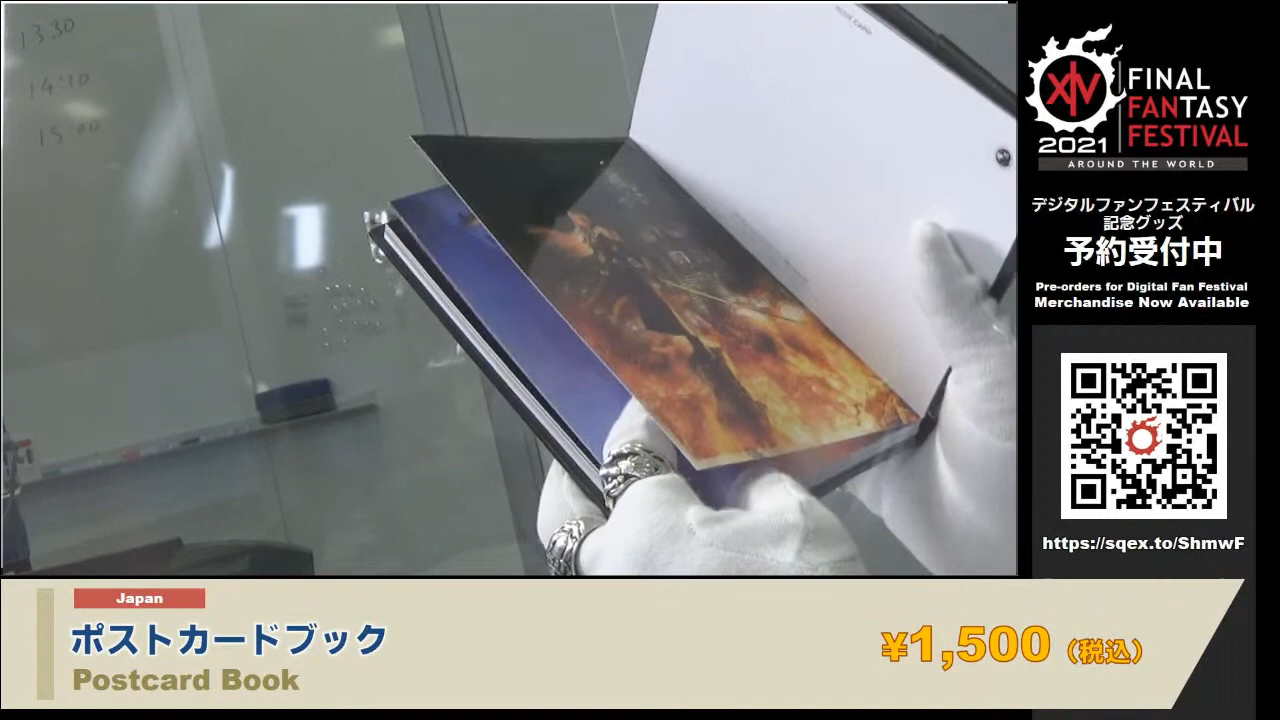 13:30
14:10
15:00
XIV
FINAL
FANTASY
FESTIVAL
2021
AROUND THE WORLD
デジタルファンフェスティバル
記念グッズ
予約受付中
Pre-orders for Digital Fan Festival
Merchandise Now Available
https://sqex.to/ShmwF
Japan
ポストカードブック
Postcard Book
¥1,500（税込）